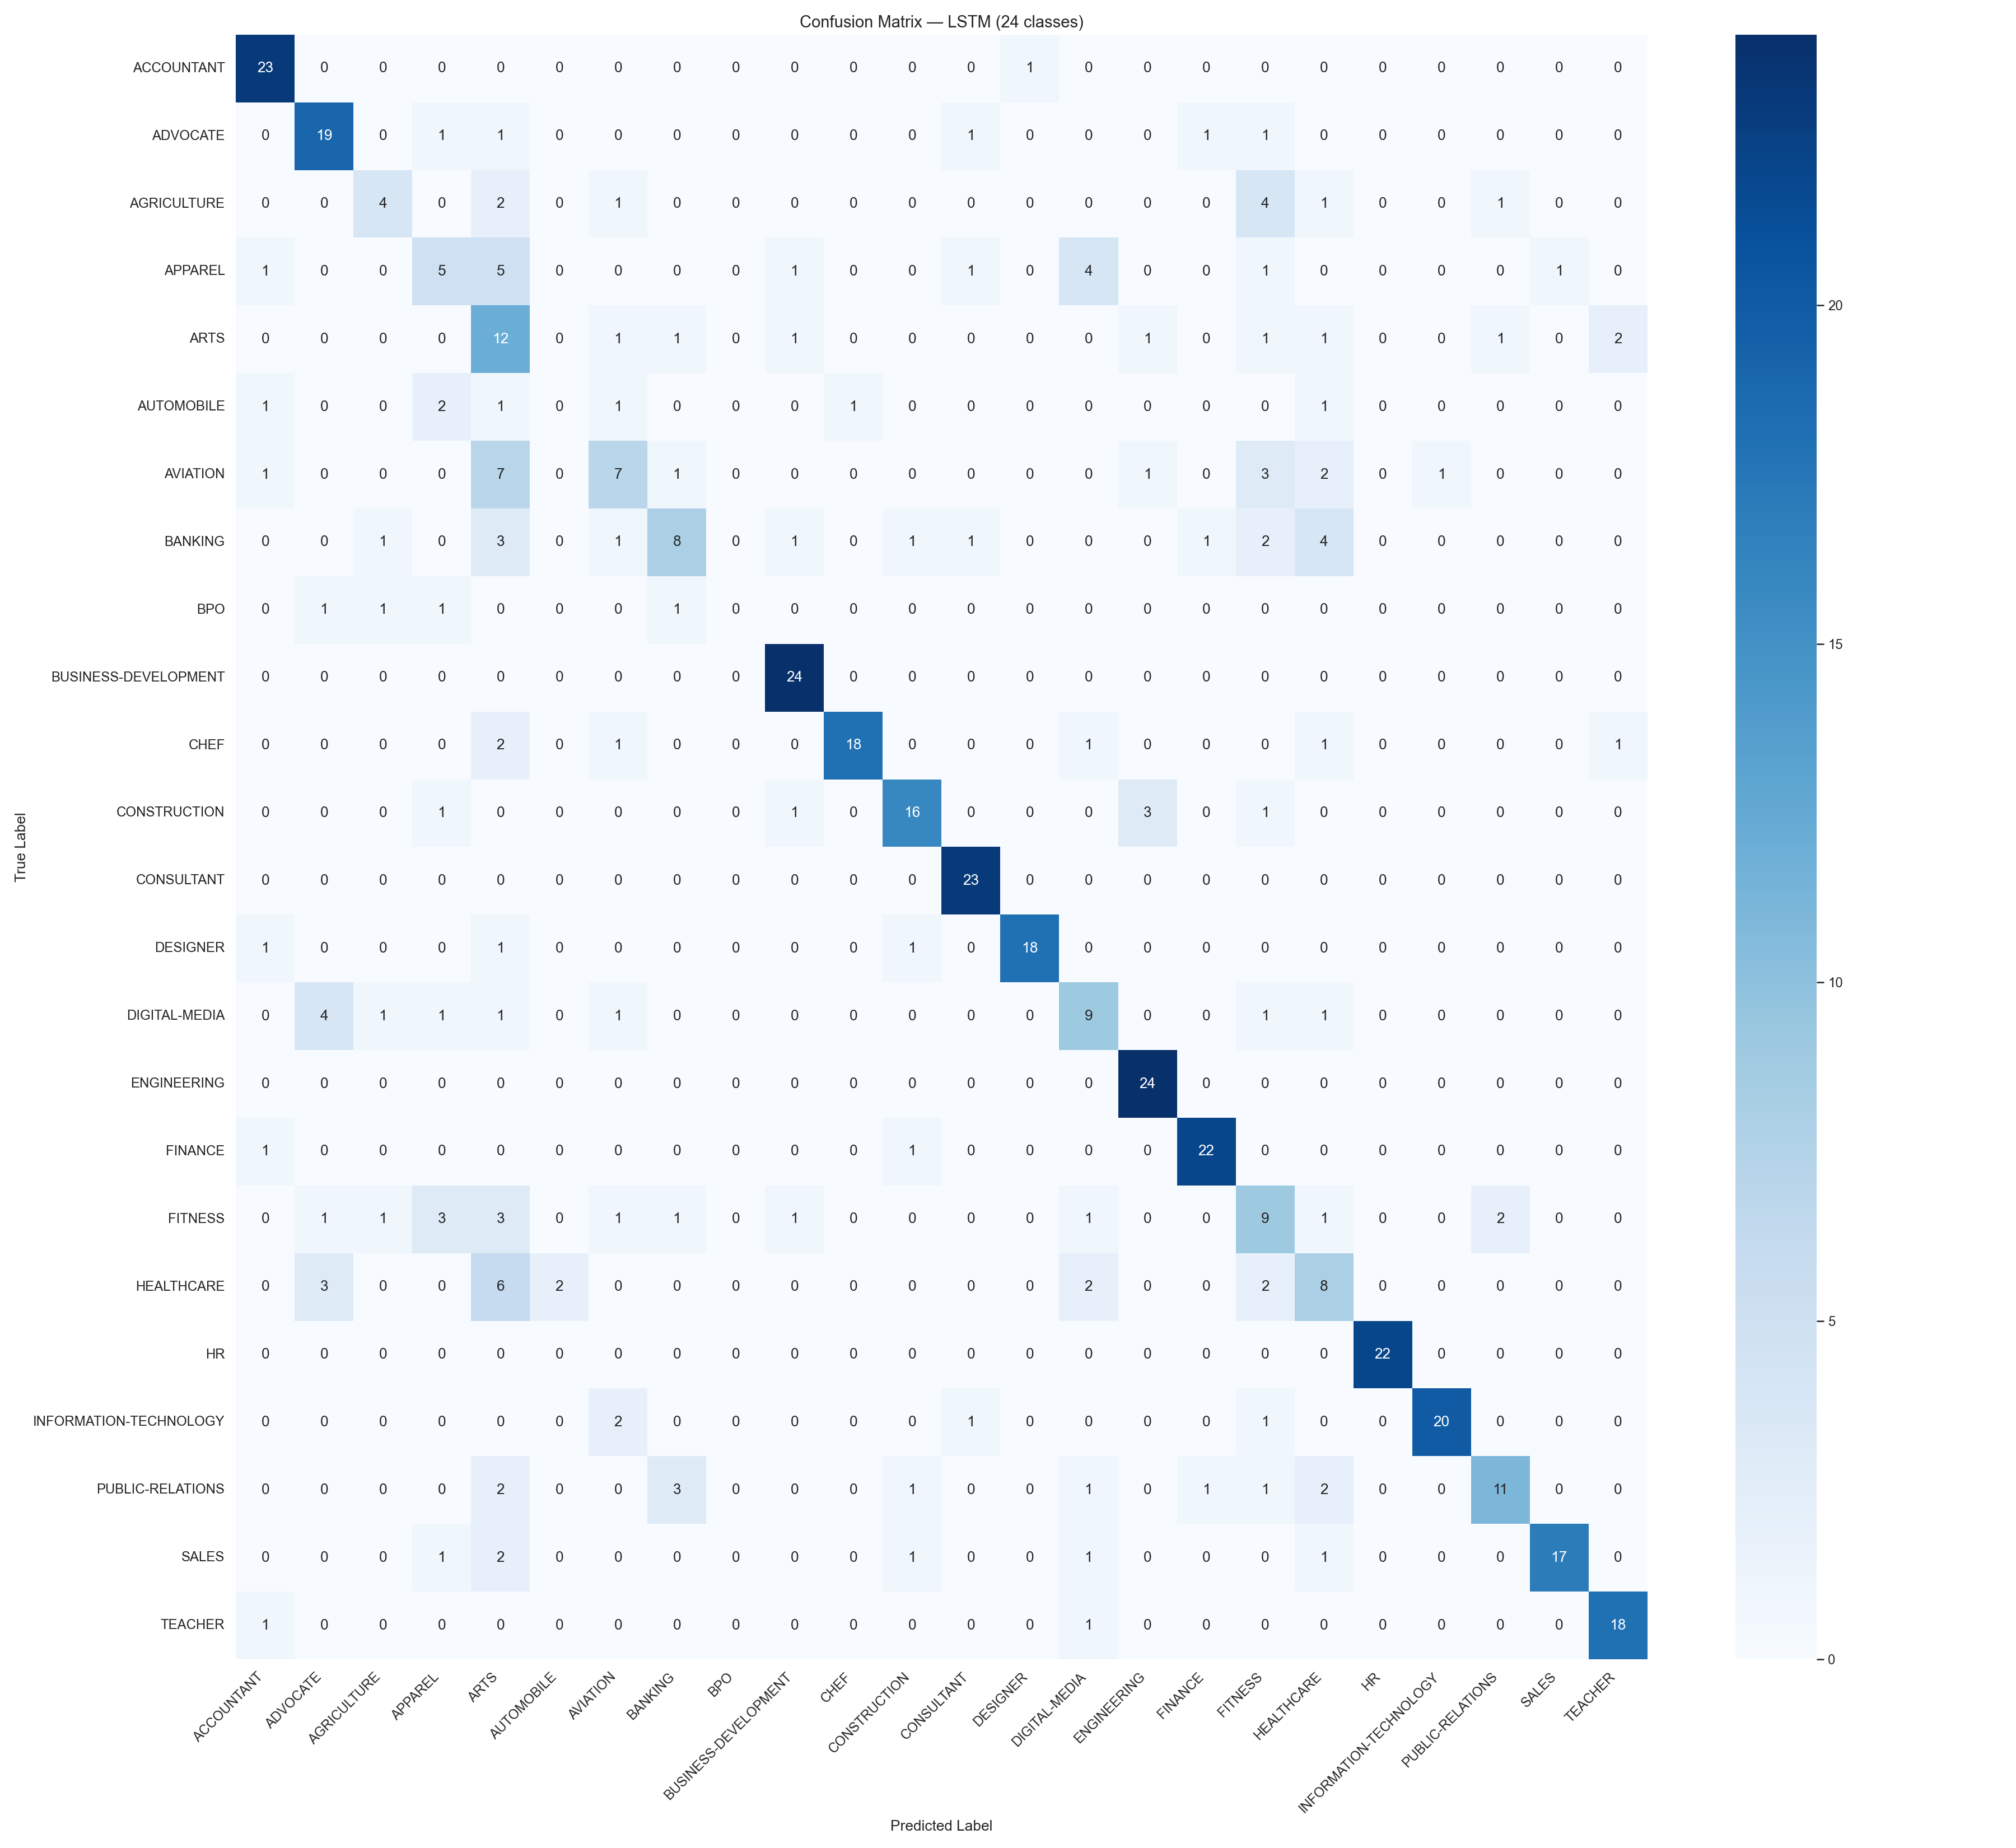 Confusion Matrix — LSTM (24 classes)
ACCOUNTANT 23 0 0 0 0 0 0 0 0 0 0 0 0 1 0 0 0 0 0 0 0 0 0 0
ADVOCATE 0 19 0 1 1 0 0 0 0 0 0 0 1 0 0 0 1 1 0 0 0 0 0 0
AGRICULTURE 0 0 4 0 2 0 1 0 0 0 0 0 0 0 0 0 0 4 1 0 0 1 0 0
APPAREL 1 0 0 5 5 0 0 0 0 1 0 0 1 0 4 0 0 1 0 0 0 0 1 0
ARTS 0 0 0 0 12 0 1 1 0 1 0 0 0 0 0 1 0 1 1 0 0 1 0 2
20
AUTOMOBILE 1 0 0 2 1 0 1 0 0 0 1 0 0 0 0 0 0 0 1 0 0 0 0 0
AVIATION 1 0 0 0 7 0 7 1 0 0 0 0 0 0 0 1 0 3 2 0 1 0 0 0
BANKING 0 0 1 0 3 0 1 8 0 1 0 1 1 0 0 0 1 2 4 0 0 0 0 0
BPO 0 1 1 1 0 0 0 1 0 0 0 0 0 0 0 0 0 0 0 0 0 0 0 0
15
BUSINESS-DEVELOPMENT 0 0 0 0 0 0 0 0 0 24 0 0 0 0 0 0 0 0 0 0 0 0 0 0
CHEF 0 0 0 0 2 0 1 0 0 0 18 0 0 0 1 0 0 0 1 0 0 0 0 1
CONSTRUCTION 0 0 0 1 0 0 0 0 0 1 0 16 0 0 0 3 0 1 0 0 0 0 0 0
True Label
CONSULTANT 0 0 0 0 0 0 0 0 0 0 0 0 23 0 0 0 0 0 0 0 0 0 0 0
DESIGNER 1 0 0 0 1 0 0 0 0 0 0 1 0 18 0 0 0 0 0 0 0 0 0 0
10
DIGITAL-MEDIA 0 4 1 1 1 0 1 0 0 0 0 0 0 0 9 0 0 1 1 0 0 0 0 0
ENGINEERING 0 0 0 0 0 0 0 0 0 0 0 0 0 0 0 24 0 0 0 0 0 0 0 0
FINANCE 1 0 0 0 0 0 0 0 0 0 0 1 0 0 0 0 22 0 0 0 0 0 0 0
FITNESS 0 1 1 3 3 0 1 1 0 1 0 0 0 0 1 0 0 9 1 0 0 2 0 0
HEALTHCARE 0 3 0 0 6 2 0 0 0 0 0 0 0 0 2 0 0 2 8 0 0 0 0 0
5
HR 0 0 0 0 0 0 0 0 0 0 0 0 0 0 0 0 0 0 0 22 0 0 0 0
INFORMATION-TECHNOLOGY 0 0 0 0 0 0 2 0 0 0 0 0 1 0 0 0 0 1 0 0 20 0 0 0
PUBLIC-RELATIONS 0 0 0 0 2 0 0 3 0 0 0 1 0 0 1 0 1 1 2 0 0 11 0 0
SALES 0 0 0 1 2 0 0 0 0 0 0 1 0 0 1 0 0 0 1 0 0 0 17 0
TEACHER 1 0 0 0 0 0 0 0 0 0 0 0 0 0 1 0 0 0 0 0 0 0 0 18
0
ACCOUNTANT
ADVOCATE
AGRICULTURE
APPAREL
ARTS
AUTOMOBILE
AVIATION
BANKING
BPO
BUSINESS-DEVELOPMENT
CHEF
CONSTRUCTION
CONSULTANT
DESIGNER
DIGITAL-MEDIA
ENGINEERING
FINANCE
FITNESS
HEALTHCARE
HR
INFORMATION-TECHNOLOGY
PUBLIC-RELATIONS
SALES
TEACHER
Predicted Label